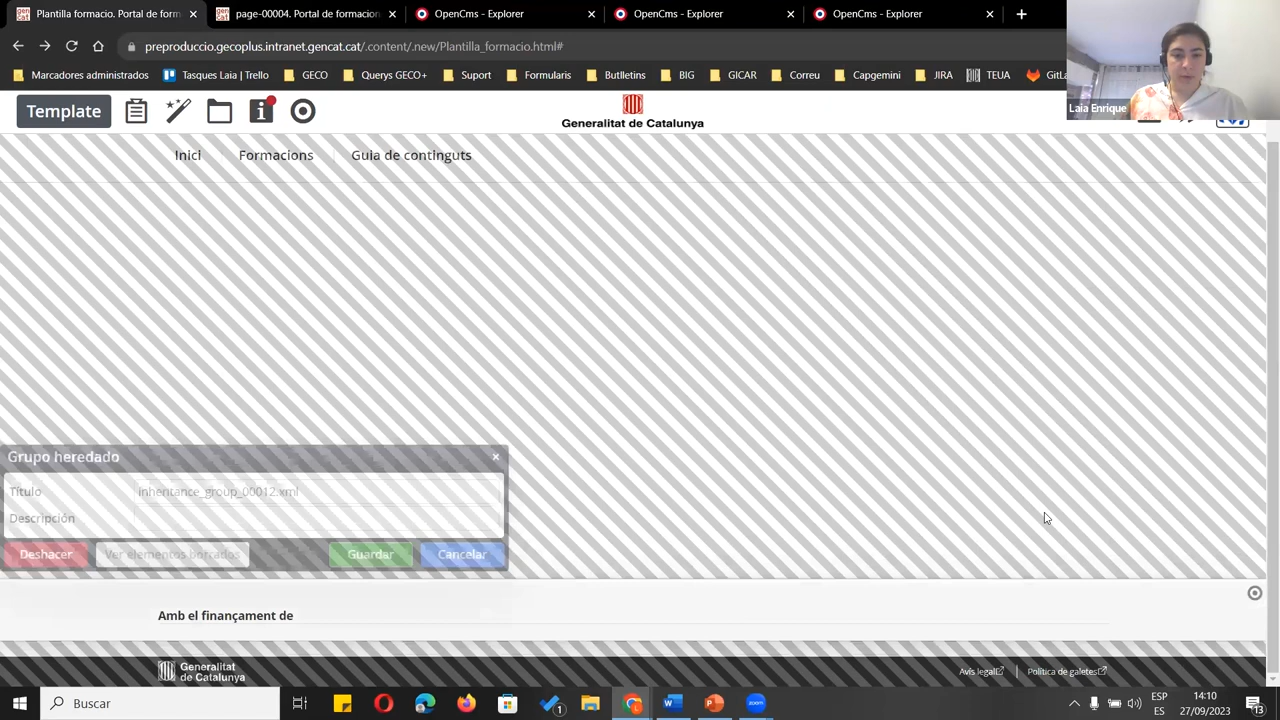 Plantilla formacio. Portal de form
page-00004. Portal de formacion
OpenCms - Explorer
OpenCms - Explorer
OpenCms - Explorer
preproduccio.gecoplus.intranet.gencat.cat/.content/.new/Plantilla_formacio.html#
Marcadores administrados
Tasques Laia | Trello
GECO
Querys GECO+
Suport
Formularis
Butlletins
BIG
GICAR
Correu
Capgemini
JIRA
TEUA
GitLa
Laia Enrique
Template
Generalitat de Catalunya
Inici
Formacions
Guia de continguts
Grupo heredado
Título
inheritance_group_00012.xml
Descripción
Deshacer
Ver elementos borrados
Guardar
Cancelar
Amb el finançament de
Generalitat
de Catalunya
Avís legal
Política de galetes
Buscar
zoom
ESP
ES
14:10
27/09/2023
13